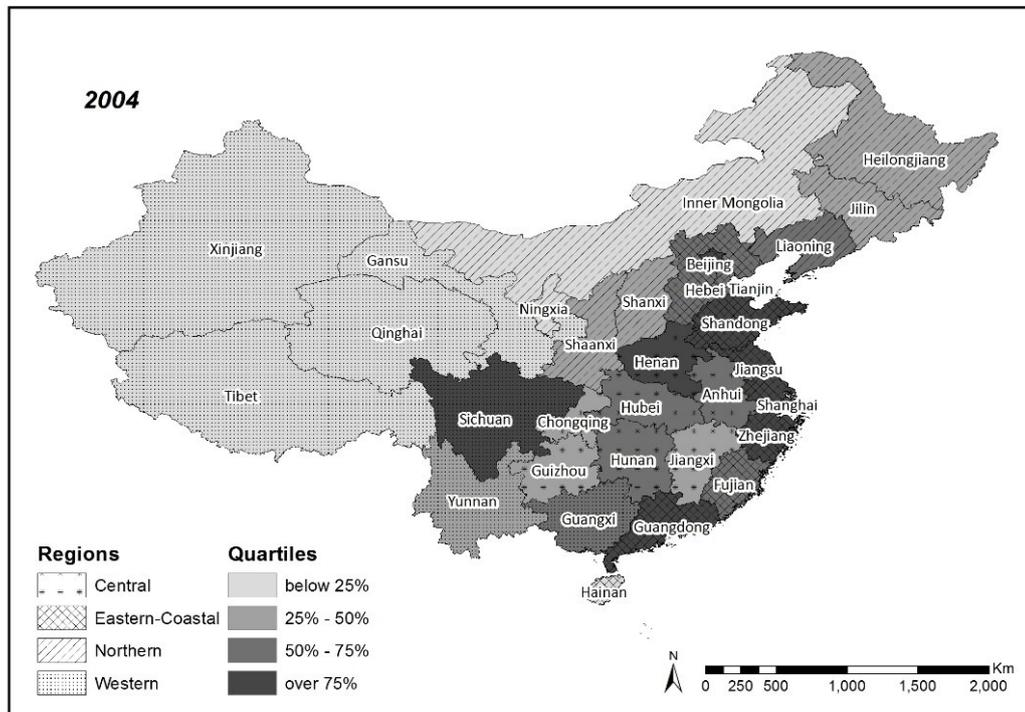 2004
Heilongjiang
Inner Mongolia
Jilin
Xinjiang
Gansu
Liaoning
Beijing
Hebei
Tianjin
Ningxia
Shanxi
Shandong
Qinghai
Shaanxi
Henan
Jiangsu
Tibet
Anhui
Shanghai
Sichuan
Hubei
Chongqing
Zhejiang
Guizhou
Hunan
Jiangxi
Fujian
Yunnan
Guangxi
Guangdong
Hainan
Regions
Central
Eastern-Coastal
Northern
Western
Quartiles
below 25%
25% - 50%
50% - 75%
over 75%
N
Km
0 250 500 1,000 1,500 2,000